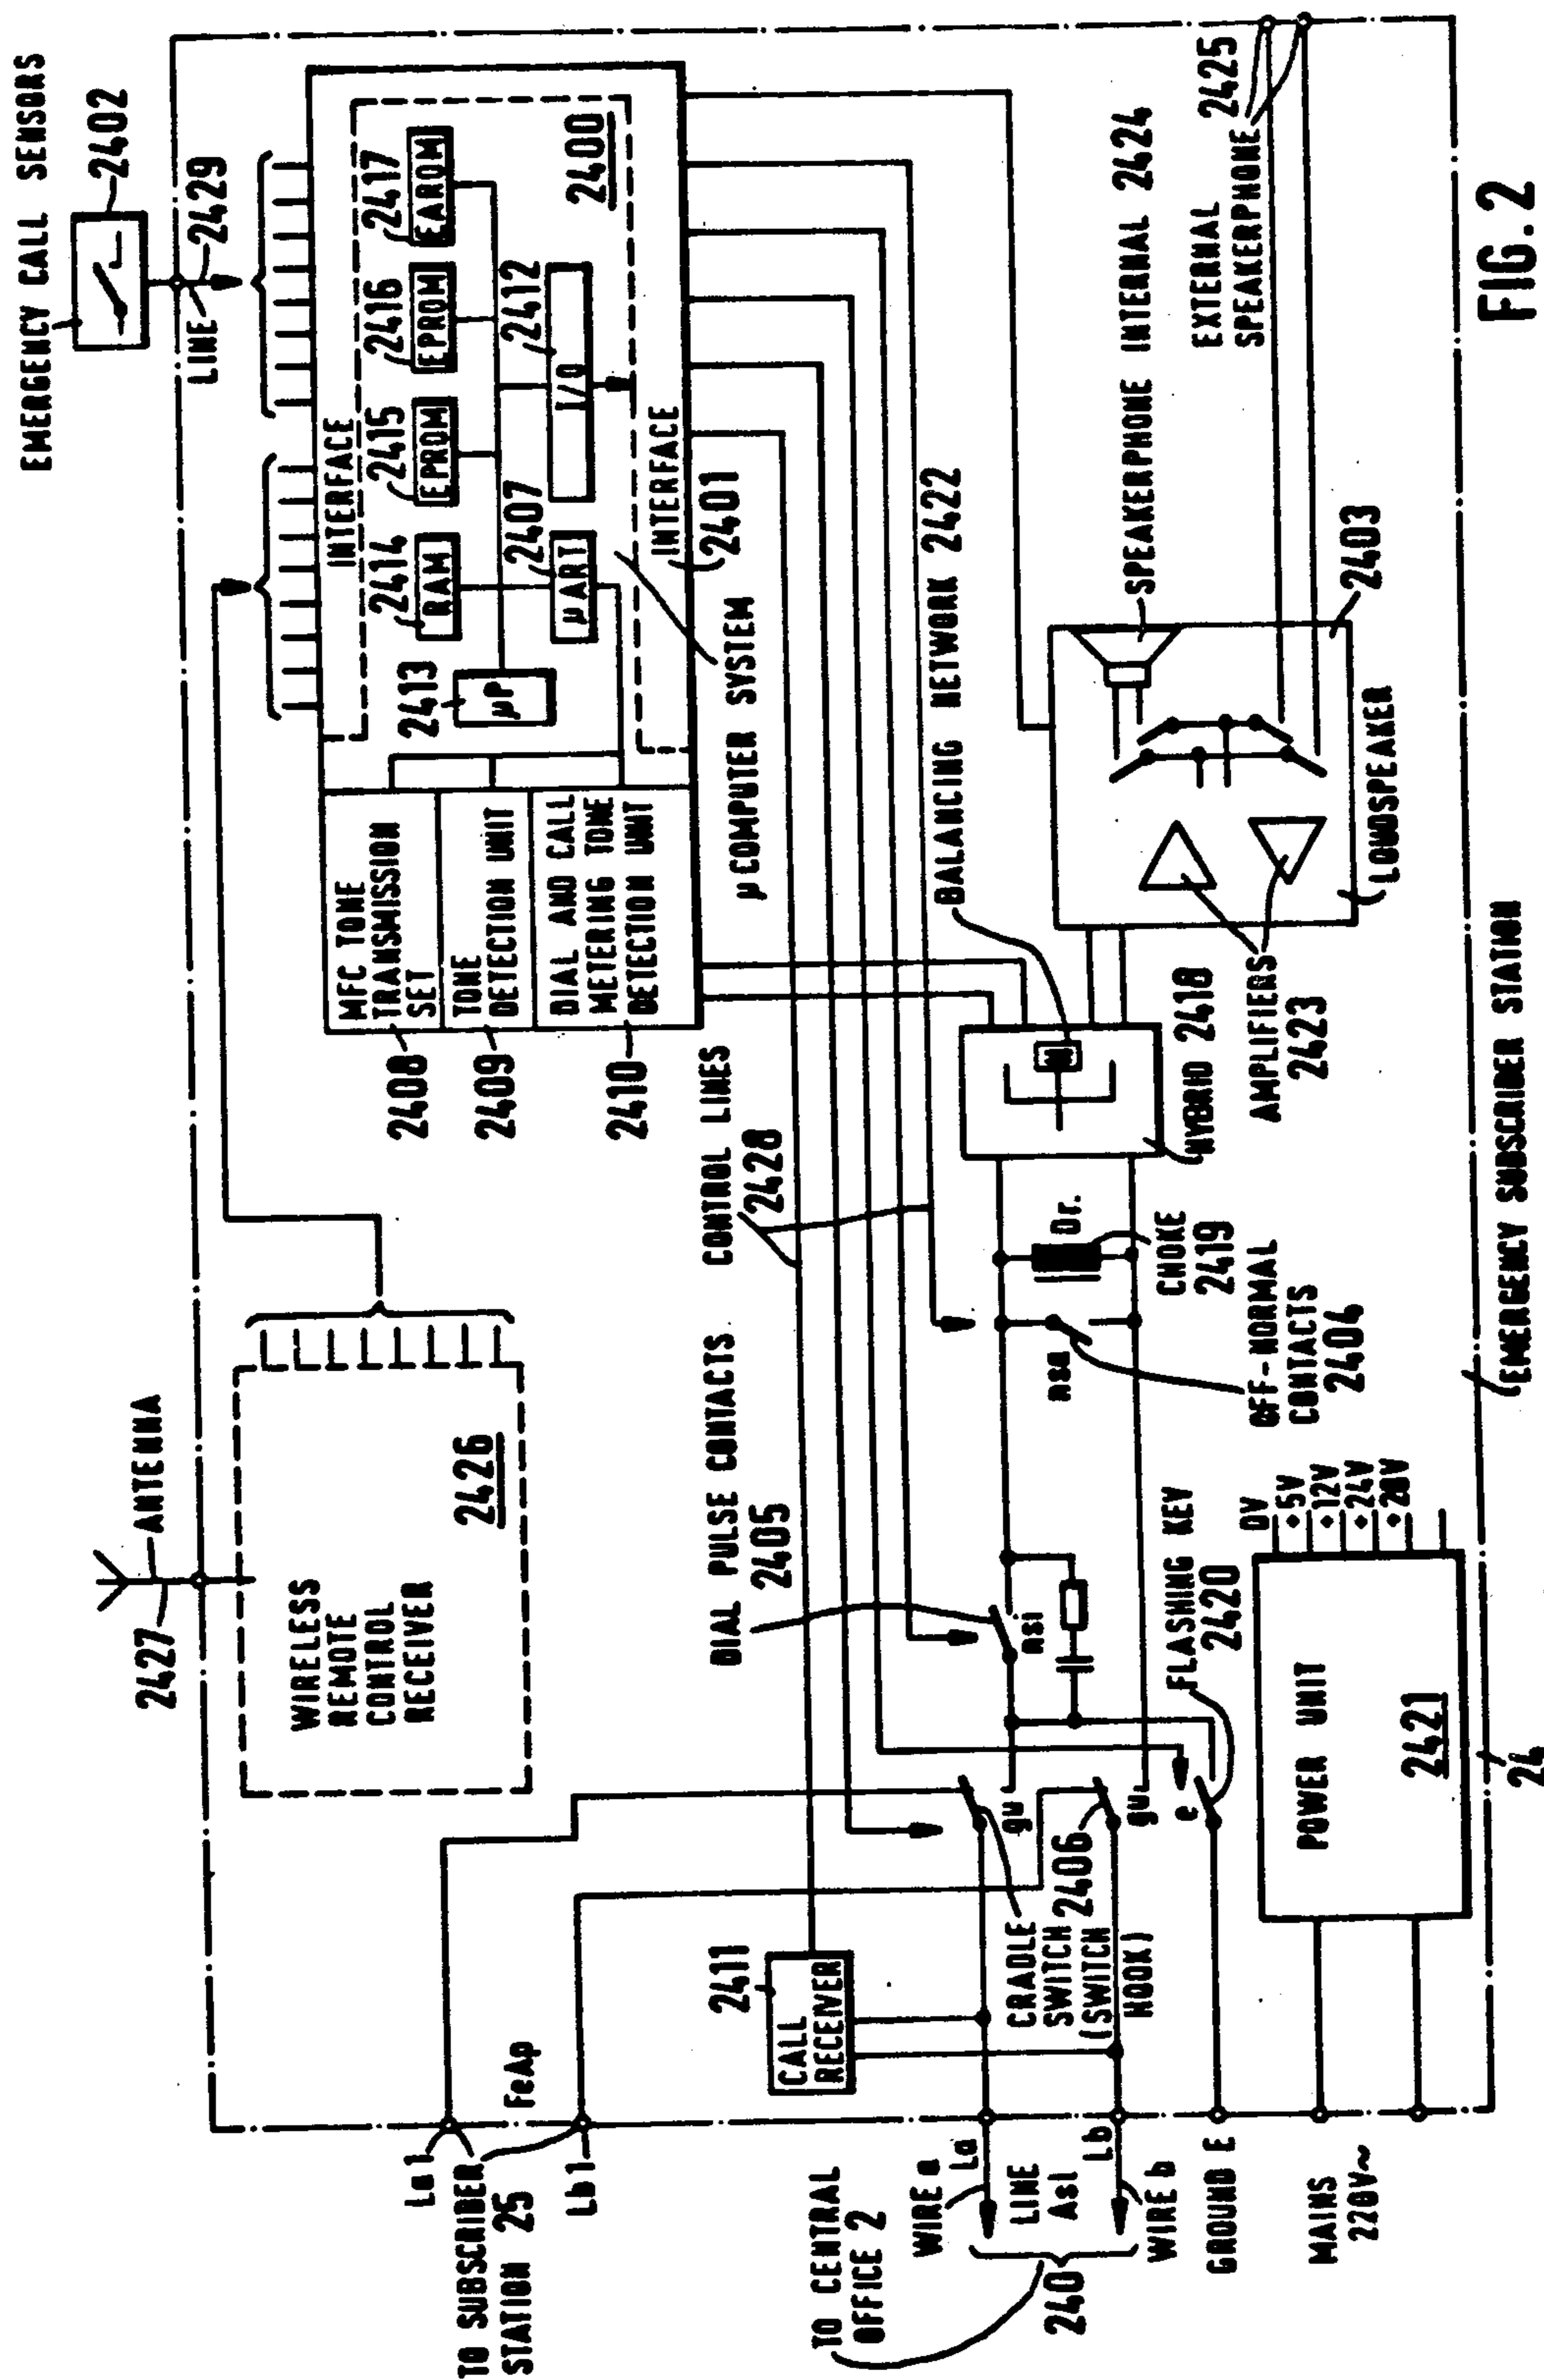 EMERGENCY CALL SENSORS
2402
LINE
2429
ANTENNA
2427
WIRELESS
REMOTE
CONTROL
RECEIVER
2426
INTERFACE
2413
µP
2414
RAM
2415
EPROM
2416
EPROM
2417
EAROM
2407
µART
2412
I/O
2400
INTERFACE
2401
MFC TONE
TRANSMISSION
SET
TONE
DETECTION UNIT
DIAL AND CALL
METERING TONE
DETECTION UNIT
2408
2409
2410
µCOMPUTER SYSTEM
La1
TO SUBSCRIBER
STATION 25
Lb1
FeAp
2411
CALL
RECEIVER
CONTROL LINES
2428
DIAL PULSE CONTACTS
2405
BALANCING NETWORK 2422
TO CENTRAL
OFFICE 2
240
WIRE a
La
LINE
Asl
Lb
WIRE b
GROUND E
MAINS
220V~
CRADLE
SWITCH 2406
(SWITCH
HOOK)
gu
gu
e
nsi
FLASHING KEY
2420
nsa
Dr.
CHOKE
2419
OFF-NORMAL
CONTACTS
2404
N
HYBRID 2418
AMPLIFIERS
2423
LOUDSPEAKER
2403
SPEAKERPHONE INTERNAL 2424
EXTERNAL
SPEAKERPHONE 2425
POWER UNIT
2421
0V
+5V
+12V
+24V
+28V
24
EMERGENCY SUBSCRIBER STATION
FIG. 2